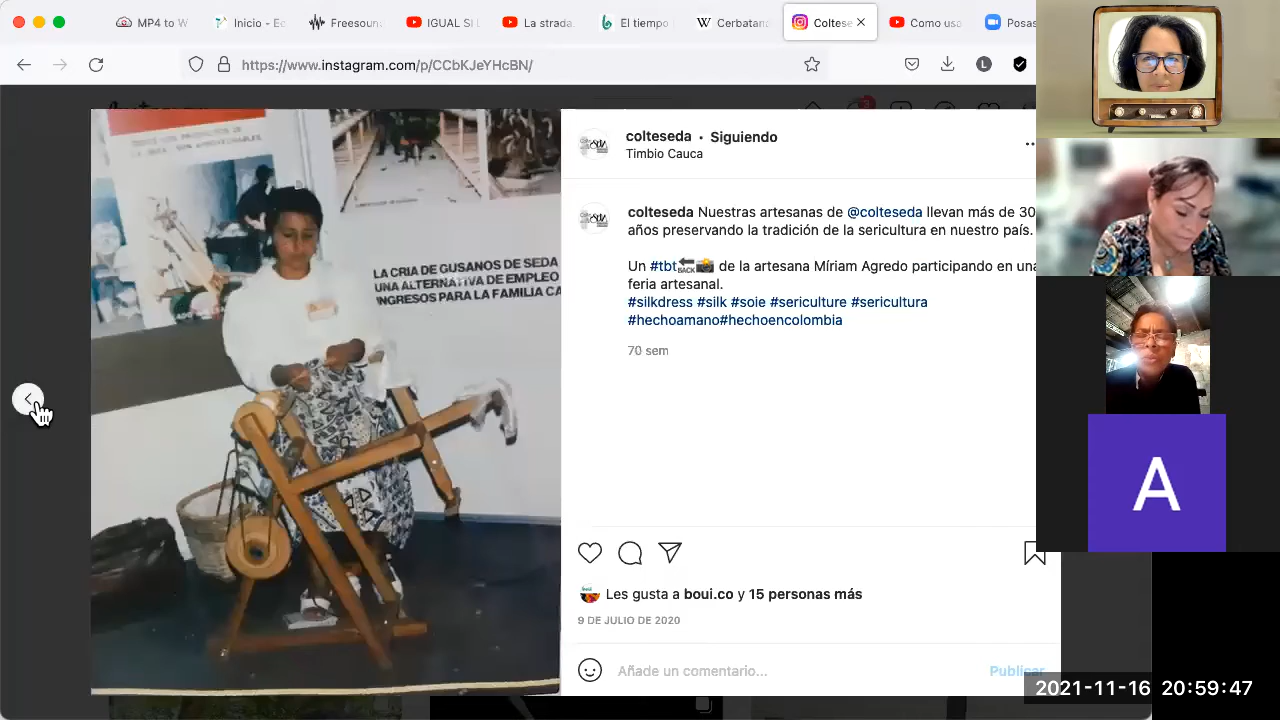 MP4 to W
Inicio - Ec
Freesoun
IGUAL SI L
La strada
El tiempo
Cerbatana
Coltese
Como usa
Posas
https://www.instagram.com/p/CCbKJeYHcBN/
L
colteseda • Siguiendo
Timbio Cauca
LA CRIA DE GUSANOS DE SEDA
UNA ALTERNATIVA DE EMPLEO
INGRESOS PARA LA FAMILIA CA
colteseda Nuestras artesanas de @colteseda llevan más de 30
años preservando la tradición de la sericultura en nuestro país.
Un #tbt BACK de la artesana Míriam Agredo participando en una
feria artesanal.
#silkdress #silk #soie #sericulture #sericultura
#hechoamano#hechoencolombia
70 sem
Les gusta a boui.co y 15 personas más
9 DE JULIO DE 2020
Añade un comentario...
Publicar
A
2021-11-16 20:59:47